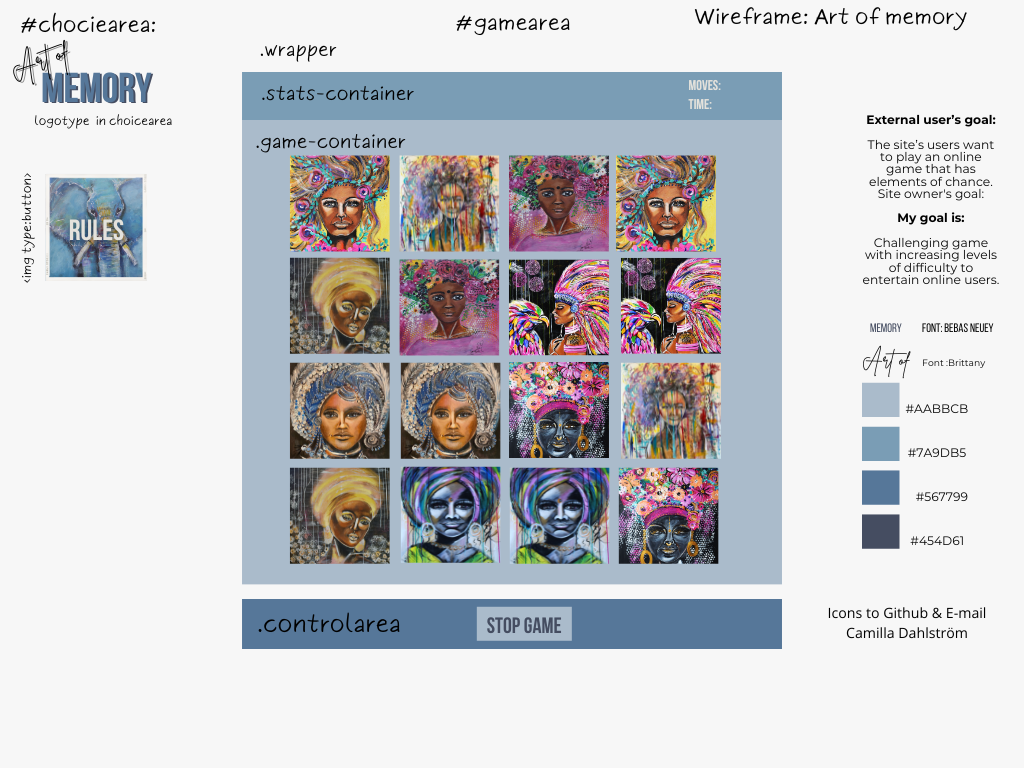 #chociearea:
Art of
MEMORY
logotype in choicearea
<img type:button>
RULES
#gamearea
.wrapper
.stats-container
MOVES:
TIME:
.game-container
.controlarea
STOP GAME
Wireframe: Art of memory
External user's goal:
The site's users want
to play an online
game that has
elements of chance.
Site owner's goal:
My goal is:
Challenging game
with increasing levels
of difficulty to
entertain online users.
MEMORY FONT: BEBAS NEUEY
Art of Font :Brittany
#AABBCB
#7A9DB5
#567799
#454D61
Icons to Github & E-mail
Camilla Dahlström